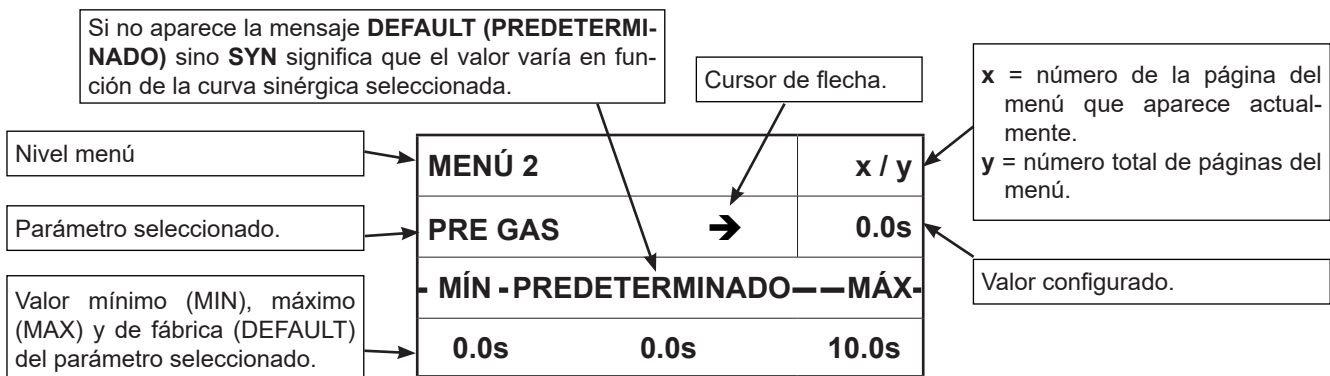 Si no aparece la mensaje DEFAULT (PREDETERMI-
NADO) sino SYN significa que el valor varía en fun-
ción de la curva sinérgica seleccionada.
Cursor de flecha.
x = número de la página del
menú que aparece actual-
mente.
y = número total de páginas del
menú.
Nivel menú
MENÚ 2 x / y
Parámetro seleccionado.
PRE GAS ➔ 0.0s
Valor configurado.
Valor mínimo (MIN), máximo
(MAX) y de fábrica (DEFAULT)
del parámetro seleccionado.
- MÍN -PREDETERMINADO——MÁX-
0.0s 0.0s 10.0s